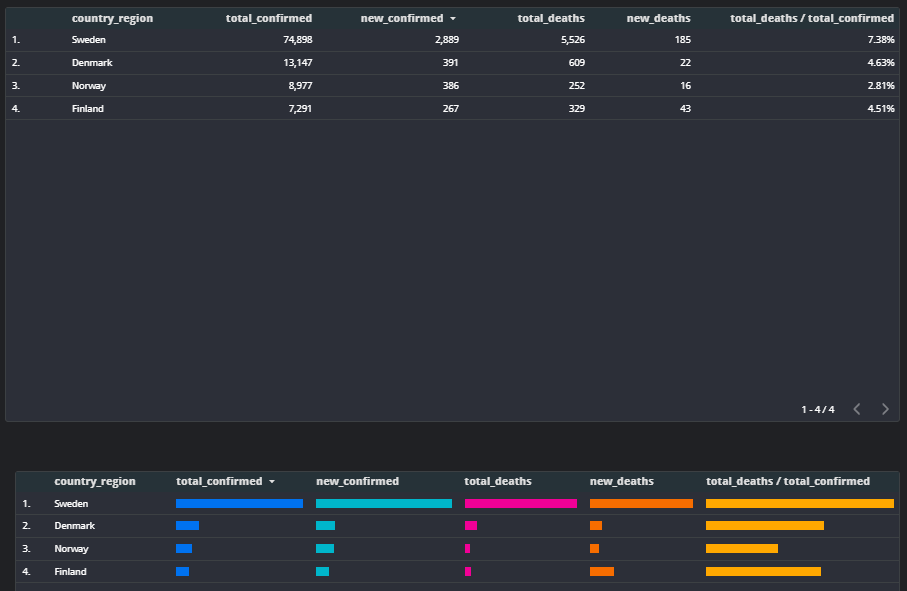 country_region total_confirmed new_confirmed total_deaths new_deaths total_deaths / total_confirmed
1. Sweden 74,898 2,889 5,526 185 7.38%
2. Denmark 13,147 391 609 22 4.63%
3. Norway 8,977 386 252 16 2.81%
4. Finland 7,291 267 329 43 4.51%
1 - 4 / 4
country_region total_confirmed new_confirmed total_deaths new_deaths total_deaths / total_confirmed
1. Sweden
2. Denmark
3. Norway
4. Finland